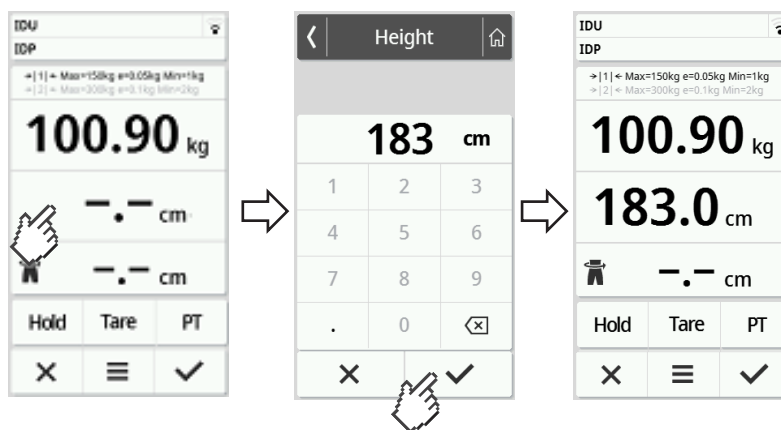 IDU
IDP
→|1|← Max=150kg e=0.05kg Min=1kg
→|2|← Max=300kg e=0.1kg Min=2kg
100.90 kg
--.-- cm
--.-- cm
Hold Tare PT
Height
183 cm
1 2 3
4 5 6
7 8 9
. 0
IDU
IDP
→|1|← Max=150kg e=0.05kg Min=1kg
→|2|← Max=300kg e=0.1kg Min=2kg
100.90 kg
183.0 cm
--.-- cm
Hold Tare PT